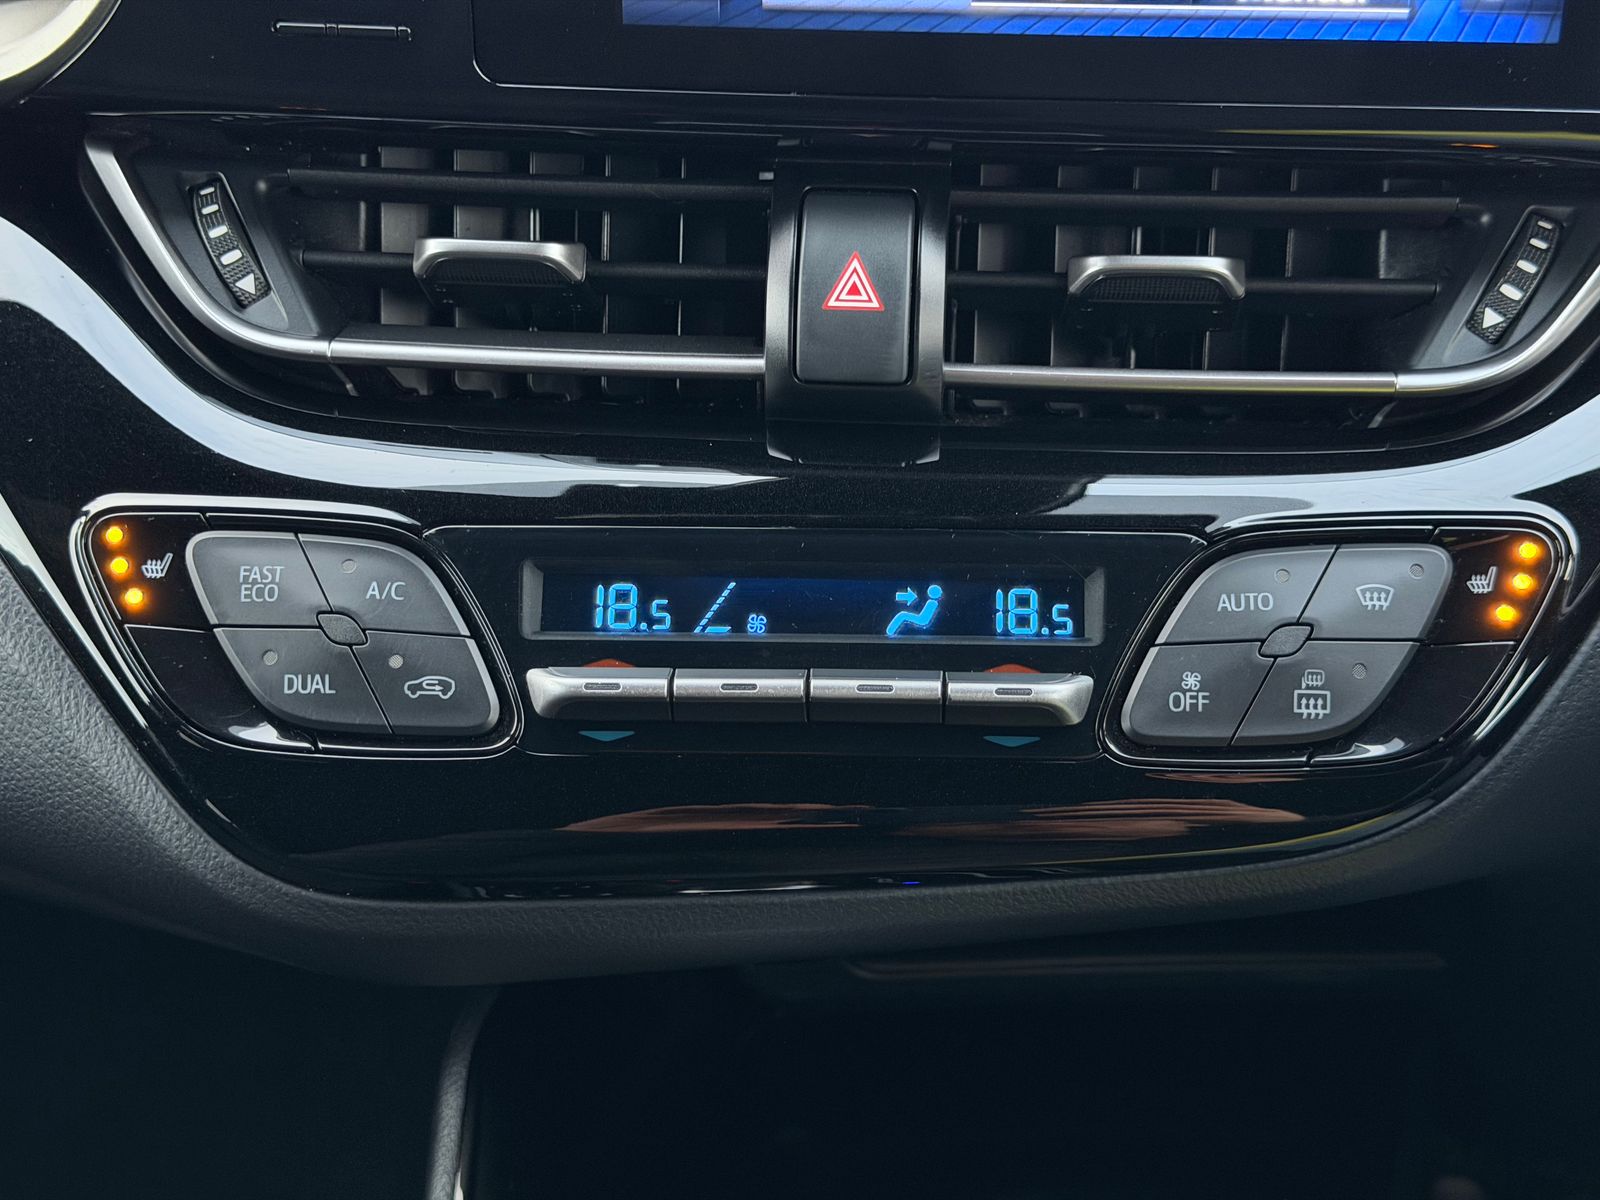 FAST
ECO
A/C
DUAL
18.5
18.5
AUTO
OFF